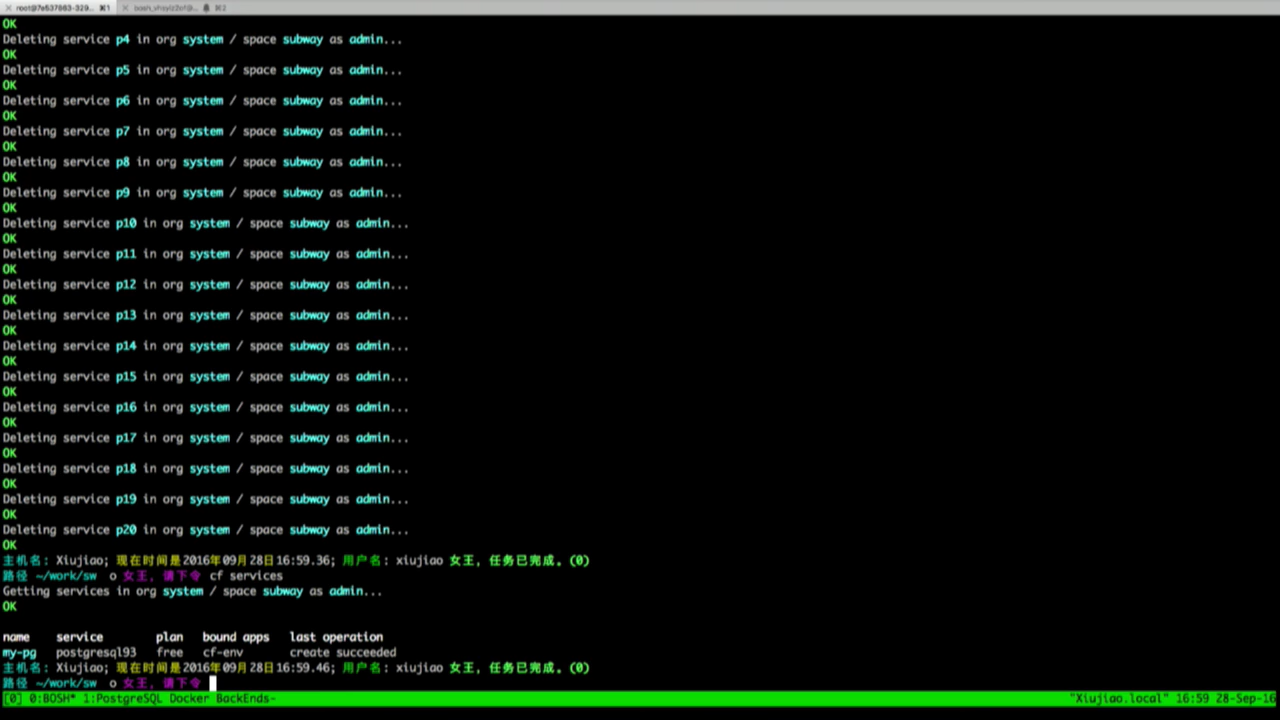 root@7e537663-329... ⌘1 bosh_vhsyiz2o1@... ⌘2
OK
Deleting service p4 in org system / space subway as admin...
OK
Deleting service p5 in org system / space subway as admin...
OK
Deleting service p6 in org system / space subway as admin...
OK
Deleting service p7 in org system / space subway as admin...
OK
Deleting service p8 in org system / space subway as admin...
OK
Deleting service p9 in org system / space subway as admin...
OK
Deleting service p10 in org system / space subway as admin...
OK
Deleting service p11 in org system / space subway as admin...
OK
Deleting service p12 in org system / space subway as admin...
OK
Deleting service p13 in org system / space subway as admin...
OK
Deleting service p14 in org system / space subway as admin...
OK
Deleting service p15 in org system / space subway as admin...
OK
Deleting service p16 in org system / space subway as admin...
OK
Deleting service p17 in org system / space subway as admin...
OK
Deleting service p18 in org system / space subway as admin...
OK
Deleting service p19 in org system / space subway as admin...
OK
Deleting service p20 in org system / space subway as admin...
OK
主机名: Xiujiao; 现在时间是2016年09月28日16:59.36; 用户名: xiujiao 女王, 任务已完成。(0)
路径 ~/work/sw o 女王, 请下令 cf services
Getting services in org system / space subway as admin...
OK
name service plan bound apps last operation
my-pg postgresql93 free cf-env create succeeded
主机名: Xiujiao; 现在时间是2016年09月28日16:59.46; 用户名: xiujiao 女王, 任务已完成。(0)
路径 ~/work/sw o 女王, 请下令
[0] 0:BOSH* 1:PostgreSQL Docker BackEnds- "Xiujiao.local" 16:59 28-Sep-16